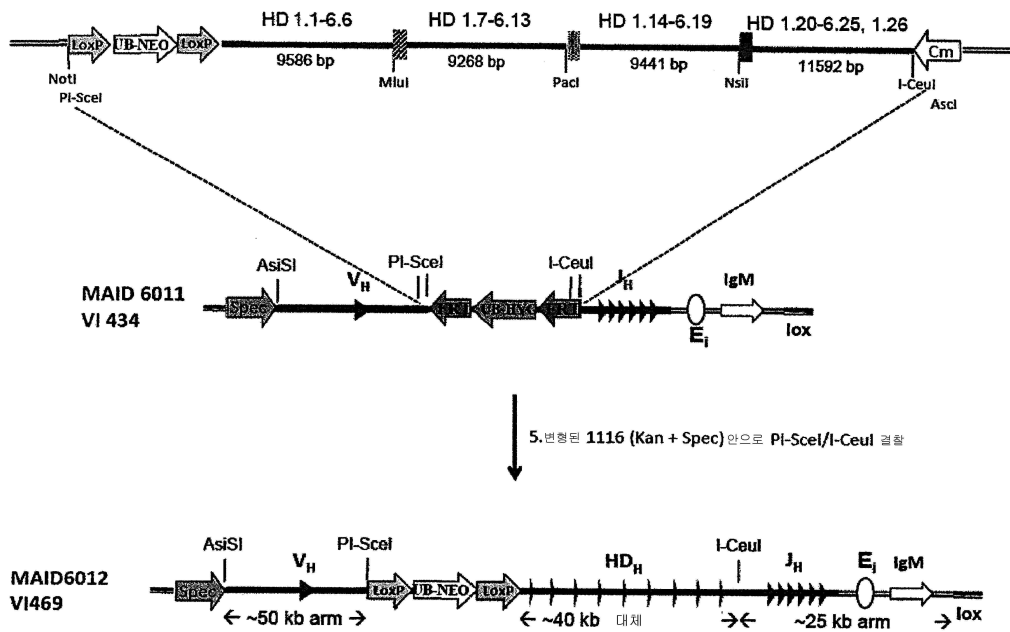 HD 1.1-6.6 HD 1.7-6.13 HD 1.14-6.19 HD 1.20-6.25, 1.26
LoxP UB-NEO LoxP Cm
9586 bp 9268 bp 9441 bp 11592 bp
NotI MluI PacI NsiI I-CeuI
PI-SceI AscI
AsiSI VH PI-SceI I-CeuI JH IgM
MAID 6011
VI 434
Spec FRT UB-HYG FRT
Ei lox
5.변형된 1116 (Kan + Spec) 안으로 PI-SceI/I-CeuI 결찰
AsiSI VH PI-SceI HDH I-CeuI JH Ei IgM
MAID6012
VI469
Spec LoxP UB-NEO LoxP
← ~50 kb arm → ← ~40 kb 대체 → ← ~25 kb arm → lox